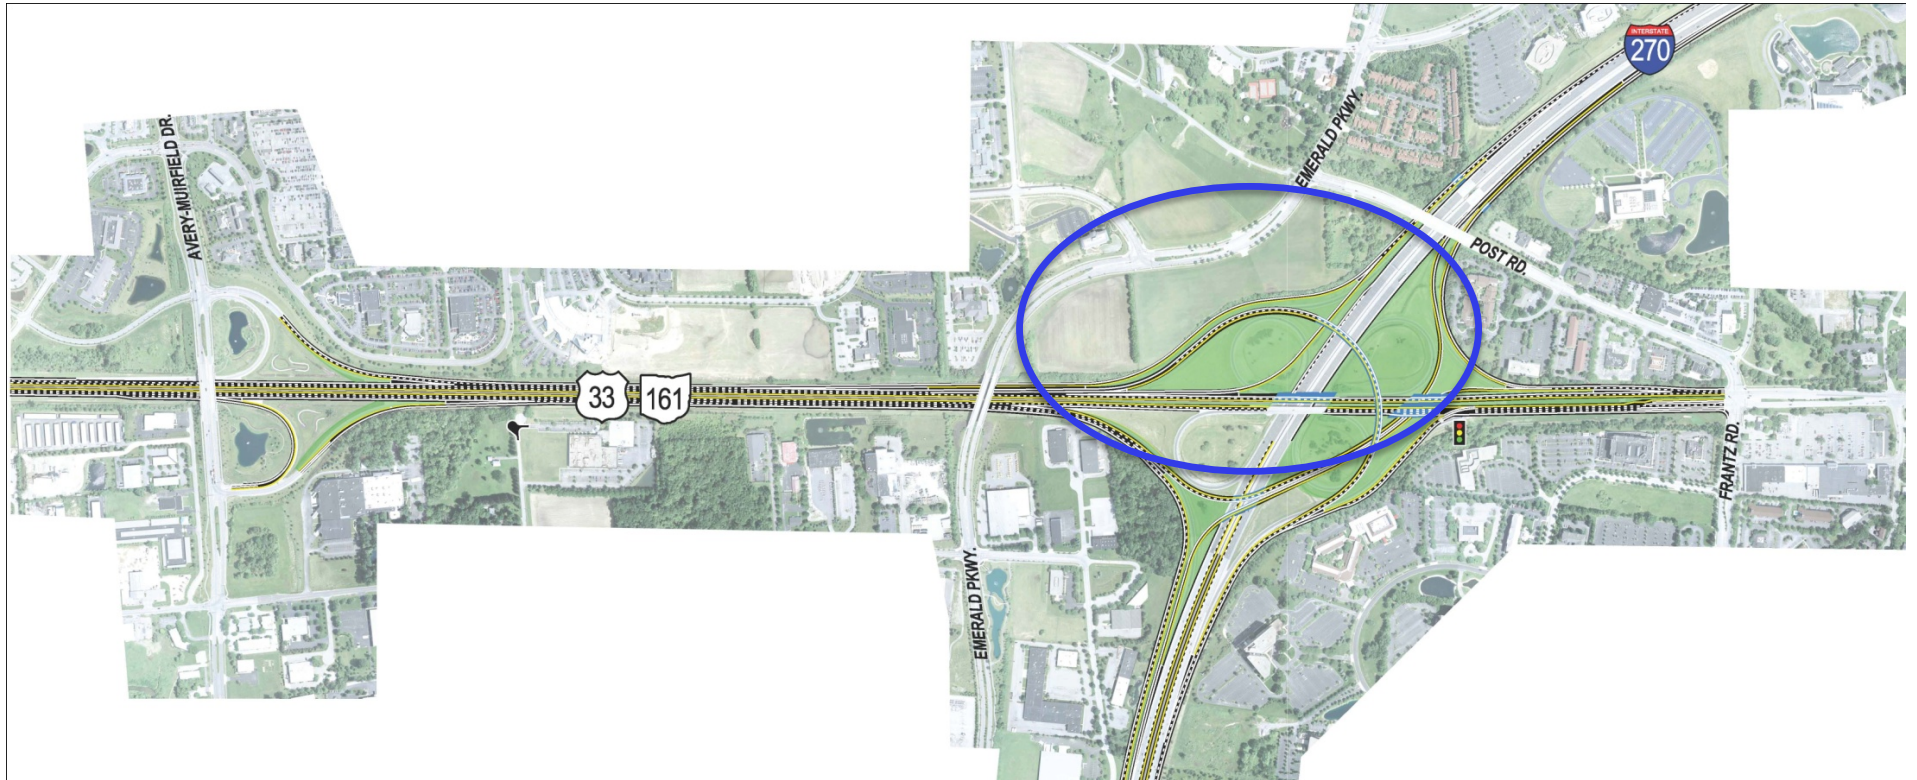 INTERSTATE
270
AVERY-MUIRFIELD DR.
EMERALD PKWY.
POST RD.
33
161
FRANTZ RD.
EMERALD PKWY.